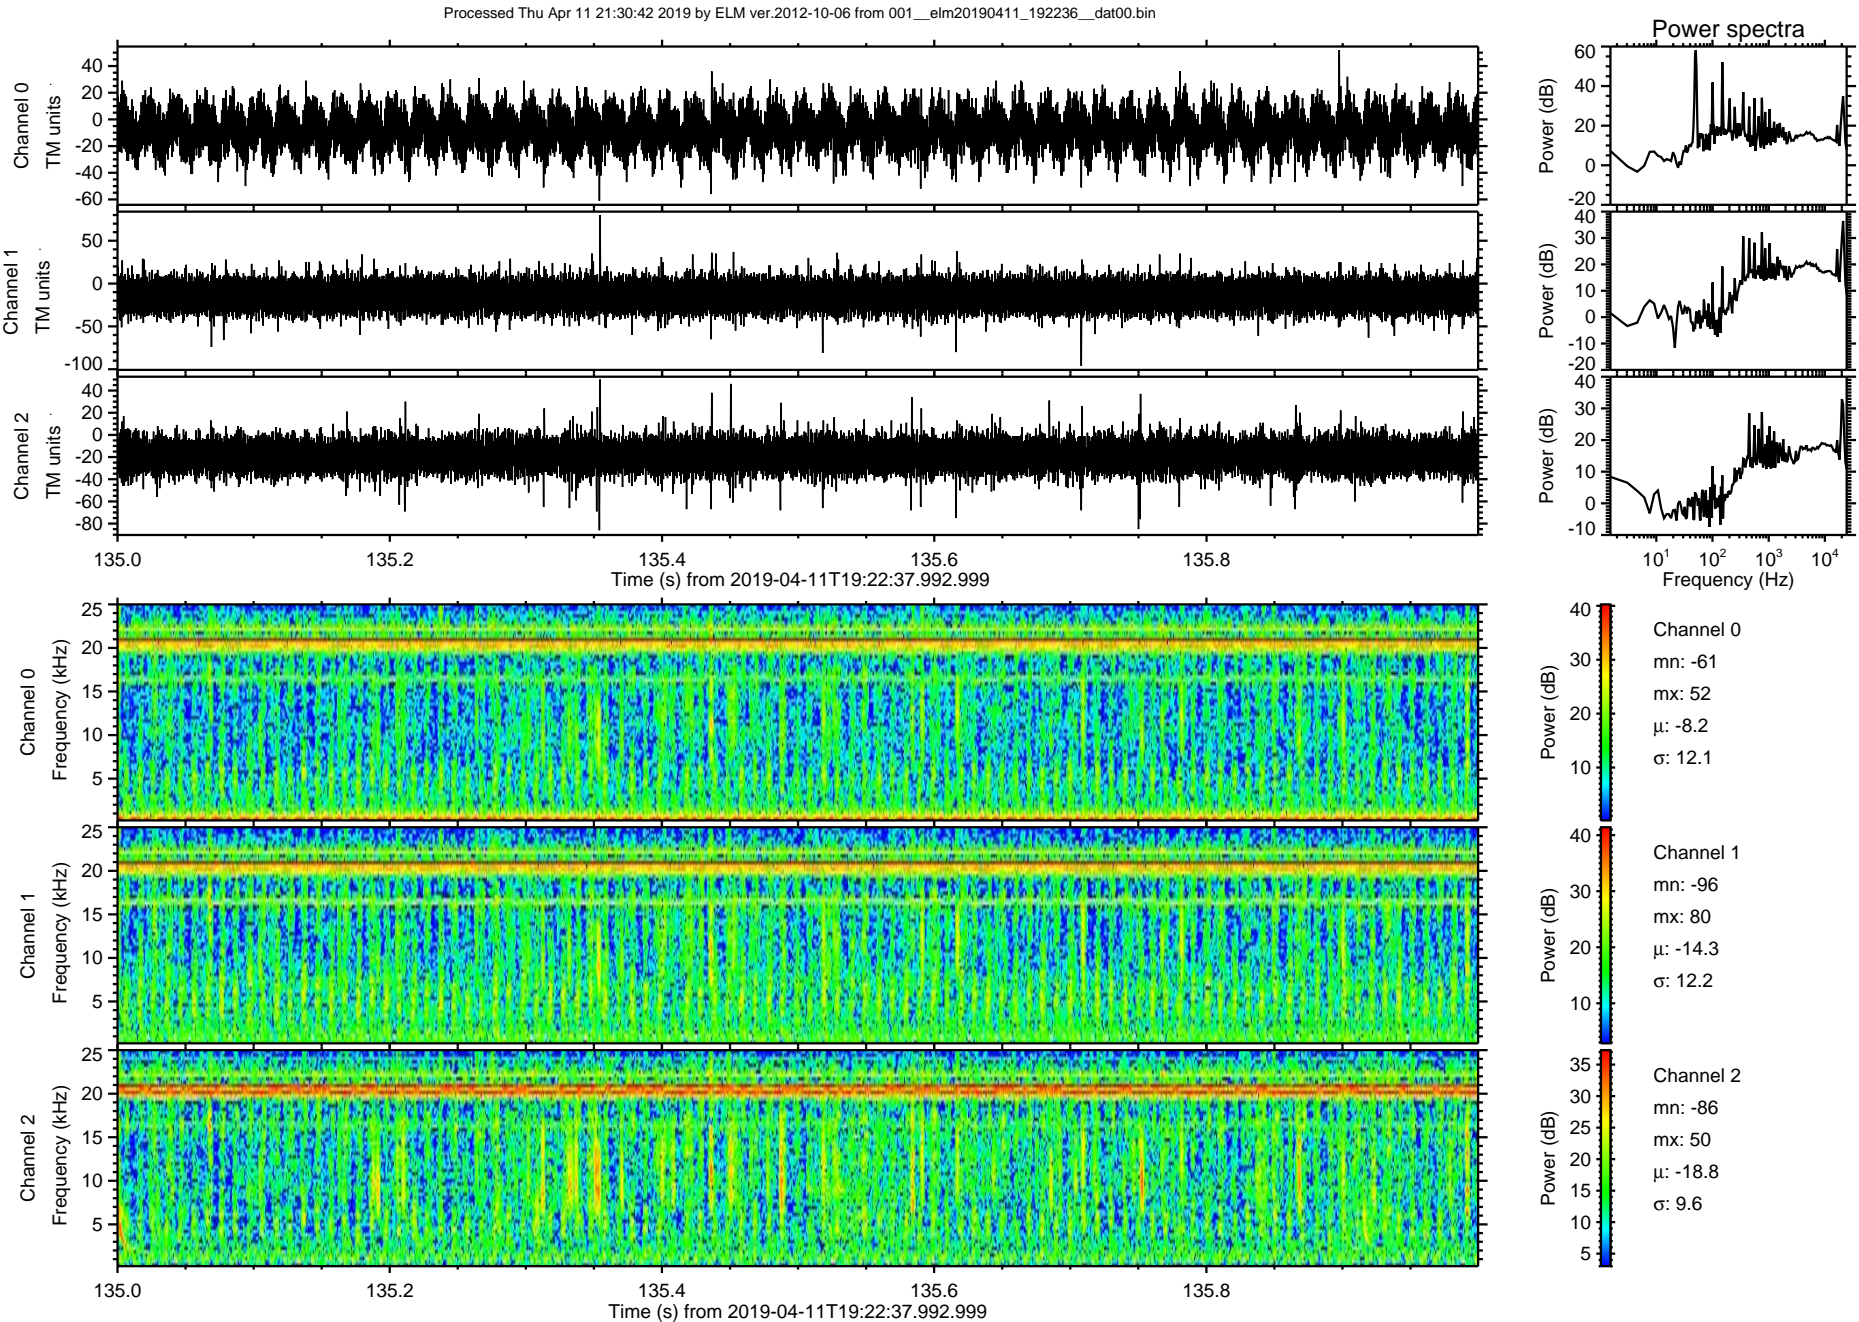 Processed Thu Apr 11 21:30:42 2019 by ELM ver.2012-10-06 from 001__elm20190411_192236__dat00.bin
Power spectra
Channel 0
TM units
40
20
0
-20
-40
-60
Power (dB)
60
40
20
0
-20
Channel 1
TM units
50
0
-50
-100
Power (dB)
40
30
20
10
0
-10
-20
Channel 2
TM units
40
20
0
-20
-40
-60
-80
Power (dB)
40
30
20
10
0
-10
135.0 135.2 135.4 135.6 135.8
Time (s) from 2019-04-11T19:22:37.992.999
10^1 10^2 10^3 10^4
Frequency (Hz)
Channel 0
Frequency (kHz)
25
20
15
10
5
Power (dB)
40
30
20
10
Channel 0
mn: -61
mx: 52
μ: -8.2
σ: 12.1
Channel 1
Frequency (kHz)
25
20
15
10
5
Power (dB)
40
30
20
10
Channel 1
mn: -96
mx: 80
μ: -14.3
σ: 12.2
Channel 2
Frequency (kHz)
25
20
15
10
5
Power (dB)
35
30
25
20
15
10
5
Channel 2
mn: -86
mx: 50
μ: -18.8
σ: 9.6
135.0 135.2 135.4 135.6 135.8
Time (s) from 2019-04-11T19:22:37.992.999